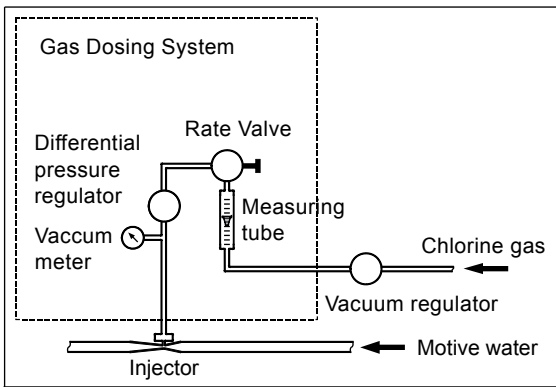 Gas Dosing System
Rate Valve
Differential
pressure
regulator
Measuring
tube
Vaccum
meter
Chlorine gas
Vacuum regulator
Motive water
Injector